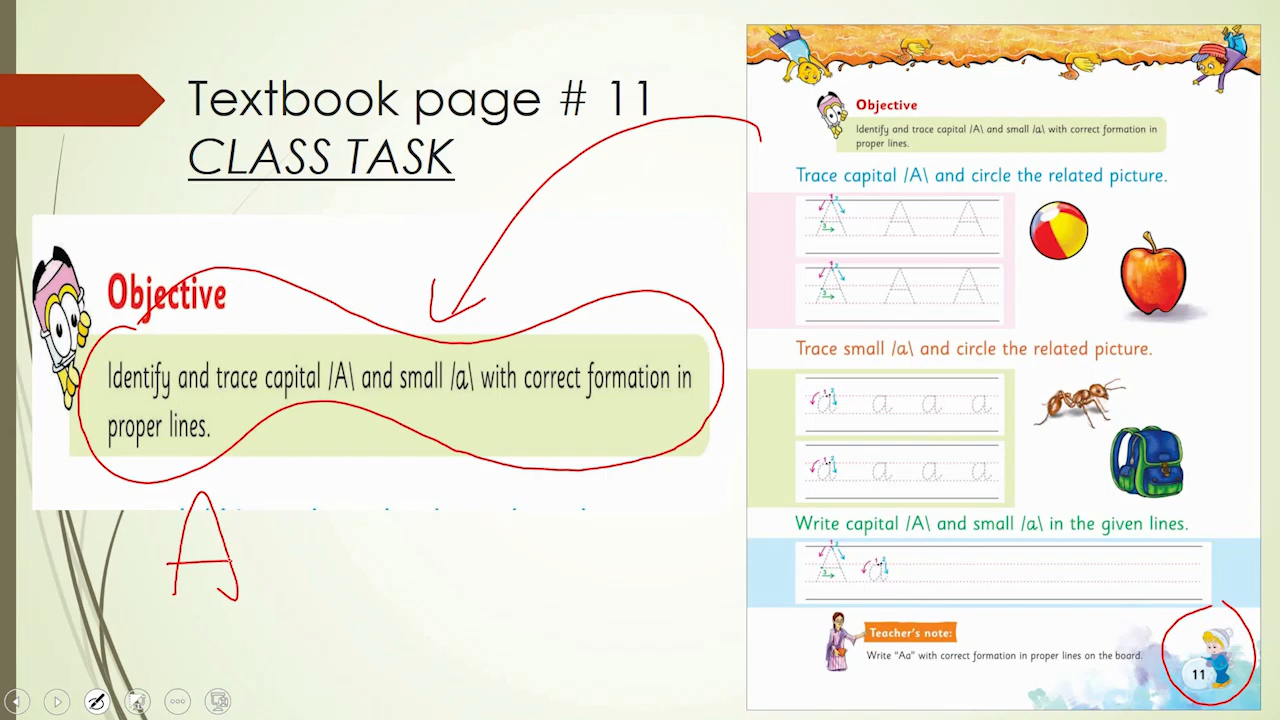 Textbook page # 11
CLASS TASK
Objective
Identify and trace capital /A\ and small /a\ with correct formation in
proper lines.
A
Objective
Identify and trace capital /A\ and small /a\ with correct formation in
proper lines.
Trace capital /A\ and circle the related picture.
A A A
A A A
Trace small /a\ and circle the related picture.
a a a a
a a a a
Write capital /A\ and small /a\ in the given lines.
A a
Teacher's note:
Write "Aa" with correct formation in proper lines on the board.
11